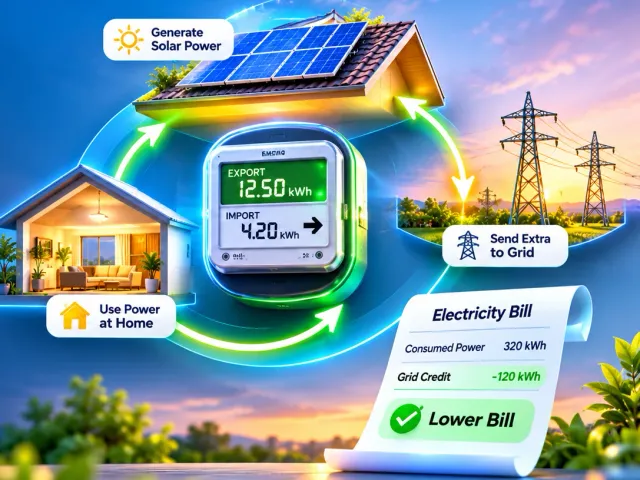 Generate
Solar Power
EXPORT
12.50 kWh
IMPORT
4.20 kWh
Send Extra
to Grid
Use Power
at Home
Electricity Bill
Consumed Power 320 kWh
Grid Credit -120 kWh
Lower Bill